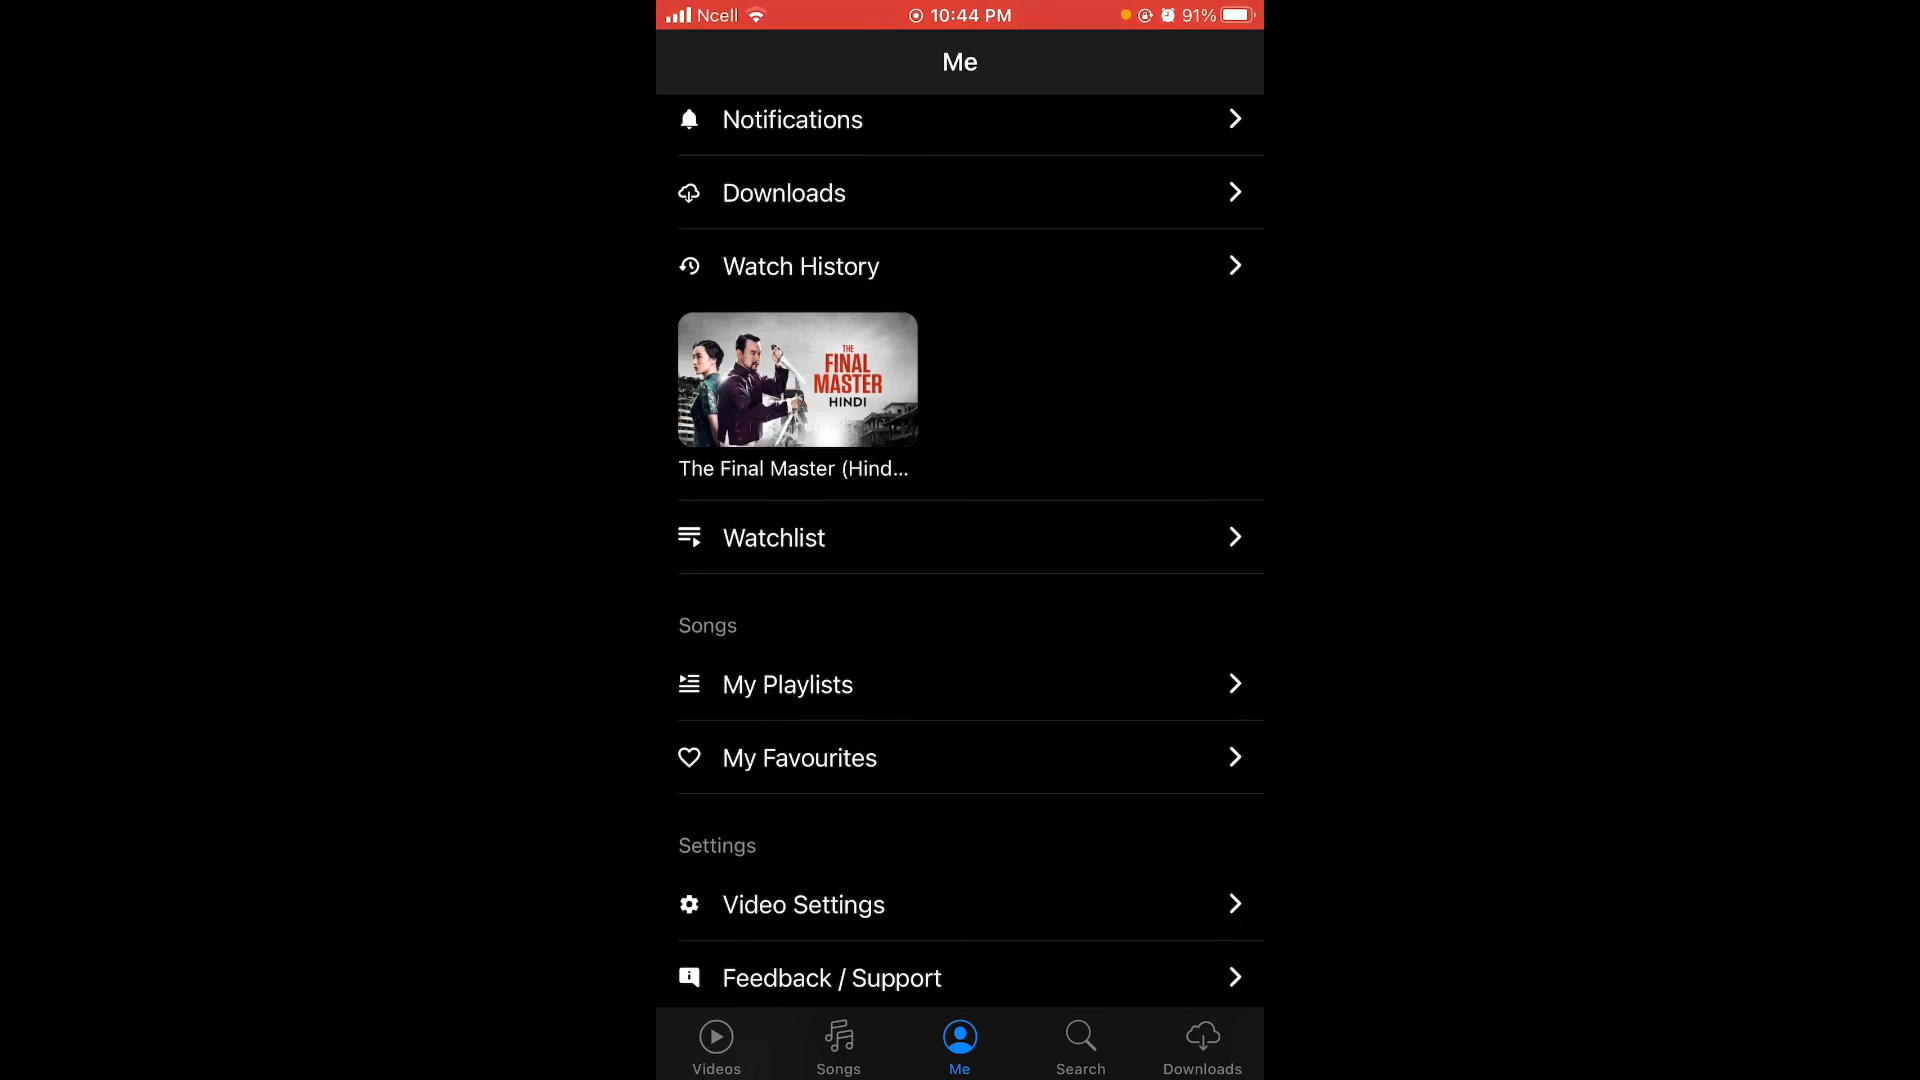 Ncell 10:44 PM 91%
Me
Notifications
Downloads
Watch History
THE
FINAL
MASTER
HINDI
The Final Master (Hind...
Watchlist
Songs
My Playlists
My Favourites
Settings
Video Settings
Feedback / Support
Videos Songs Me Search Downloads